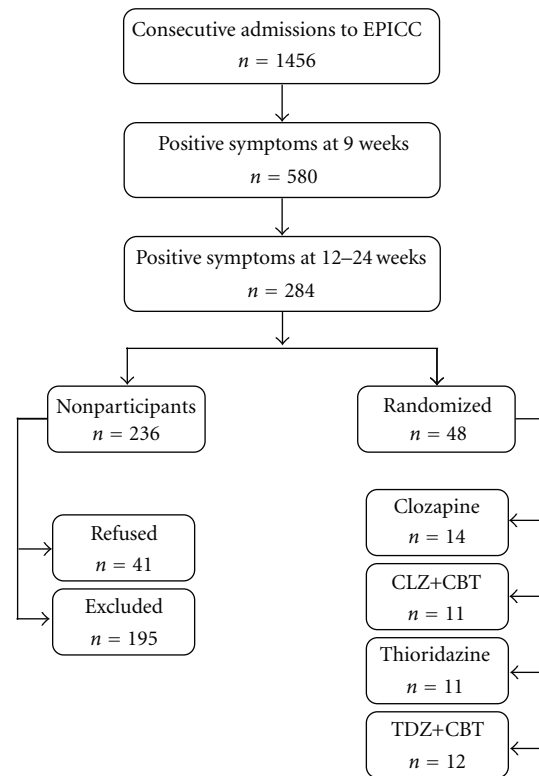 Consecutive admissions to EPICC
n = 1456
Positive symptoms at 9 weeks
n = 580
Positive symptoms at 12–24 weeks
n = 284
Nonparticipants
n = 236
Refused
n = 41
Excluded
n = 195
Randomized
n = 48
Clozapine
n = 14
CLZ+CBT
n = 11
Thioridazine
n = 11
TDZ+CBT
n = 12